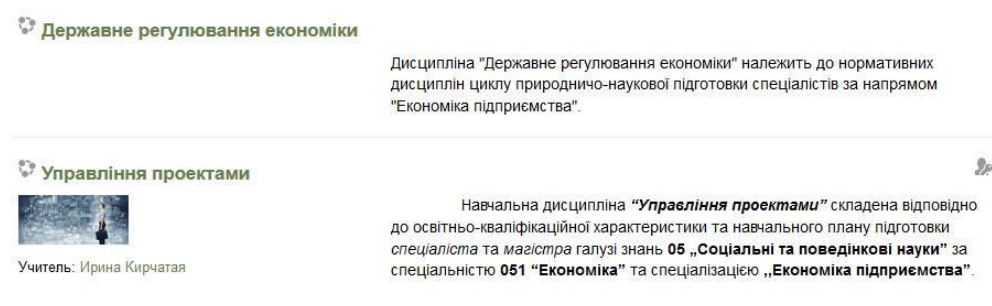 Державне регулювання економіки
Дисципліна "Державне регулювання економіки" належить до нормативних
дисциплін циклу природничо-наукової підготовки спеціалістів за напрямом
"Економіка підприємства".
Управління проектами
Навчальна дисципліна “Управління проектами” складена відповідно
до освітньо-кваліфікаційної характеристики та навчального плану підготовки
спеціаліста та магістра галузі знань 05 „Соціальні та поведінкові науки” за
спеціальністю 051 “Економіка” та спеціалізацією ,,Економіка підприємства”.
Учитель: Ирина Кирчатая